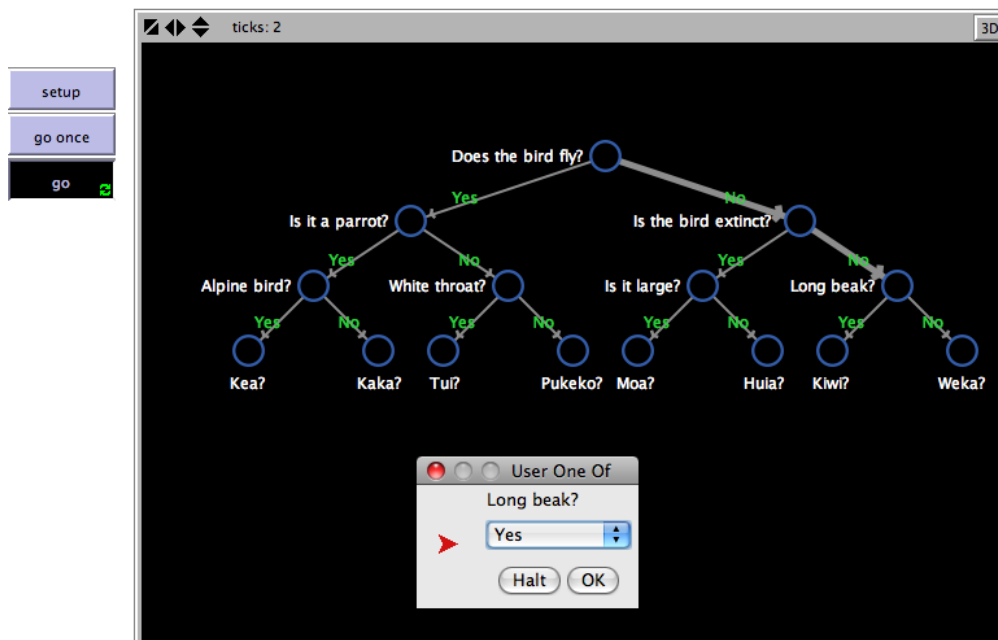 ticks: 2
3D
setup
go once
go
Does the bird fly?
Yes
No
Is it a parrot?
Is the bird extinct?
Yes
No
Yes
No
Alpine bird?
White throat?
Is it large?
Long beak?
Yes
No
Yes
No
Yes
No
Yes
No
Kea?
Kaka?
Tui?
Pukeko?
Moa?
Huia?
Kiwi?
Weka?
User One Of
Long beak?
Yes
Halt
OK